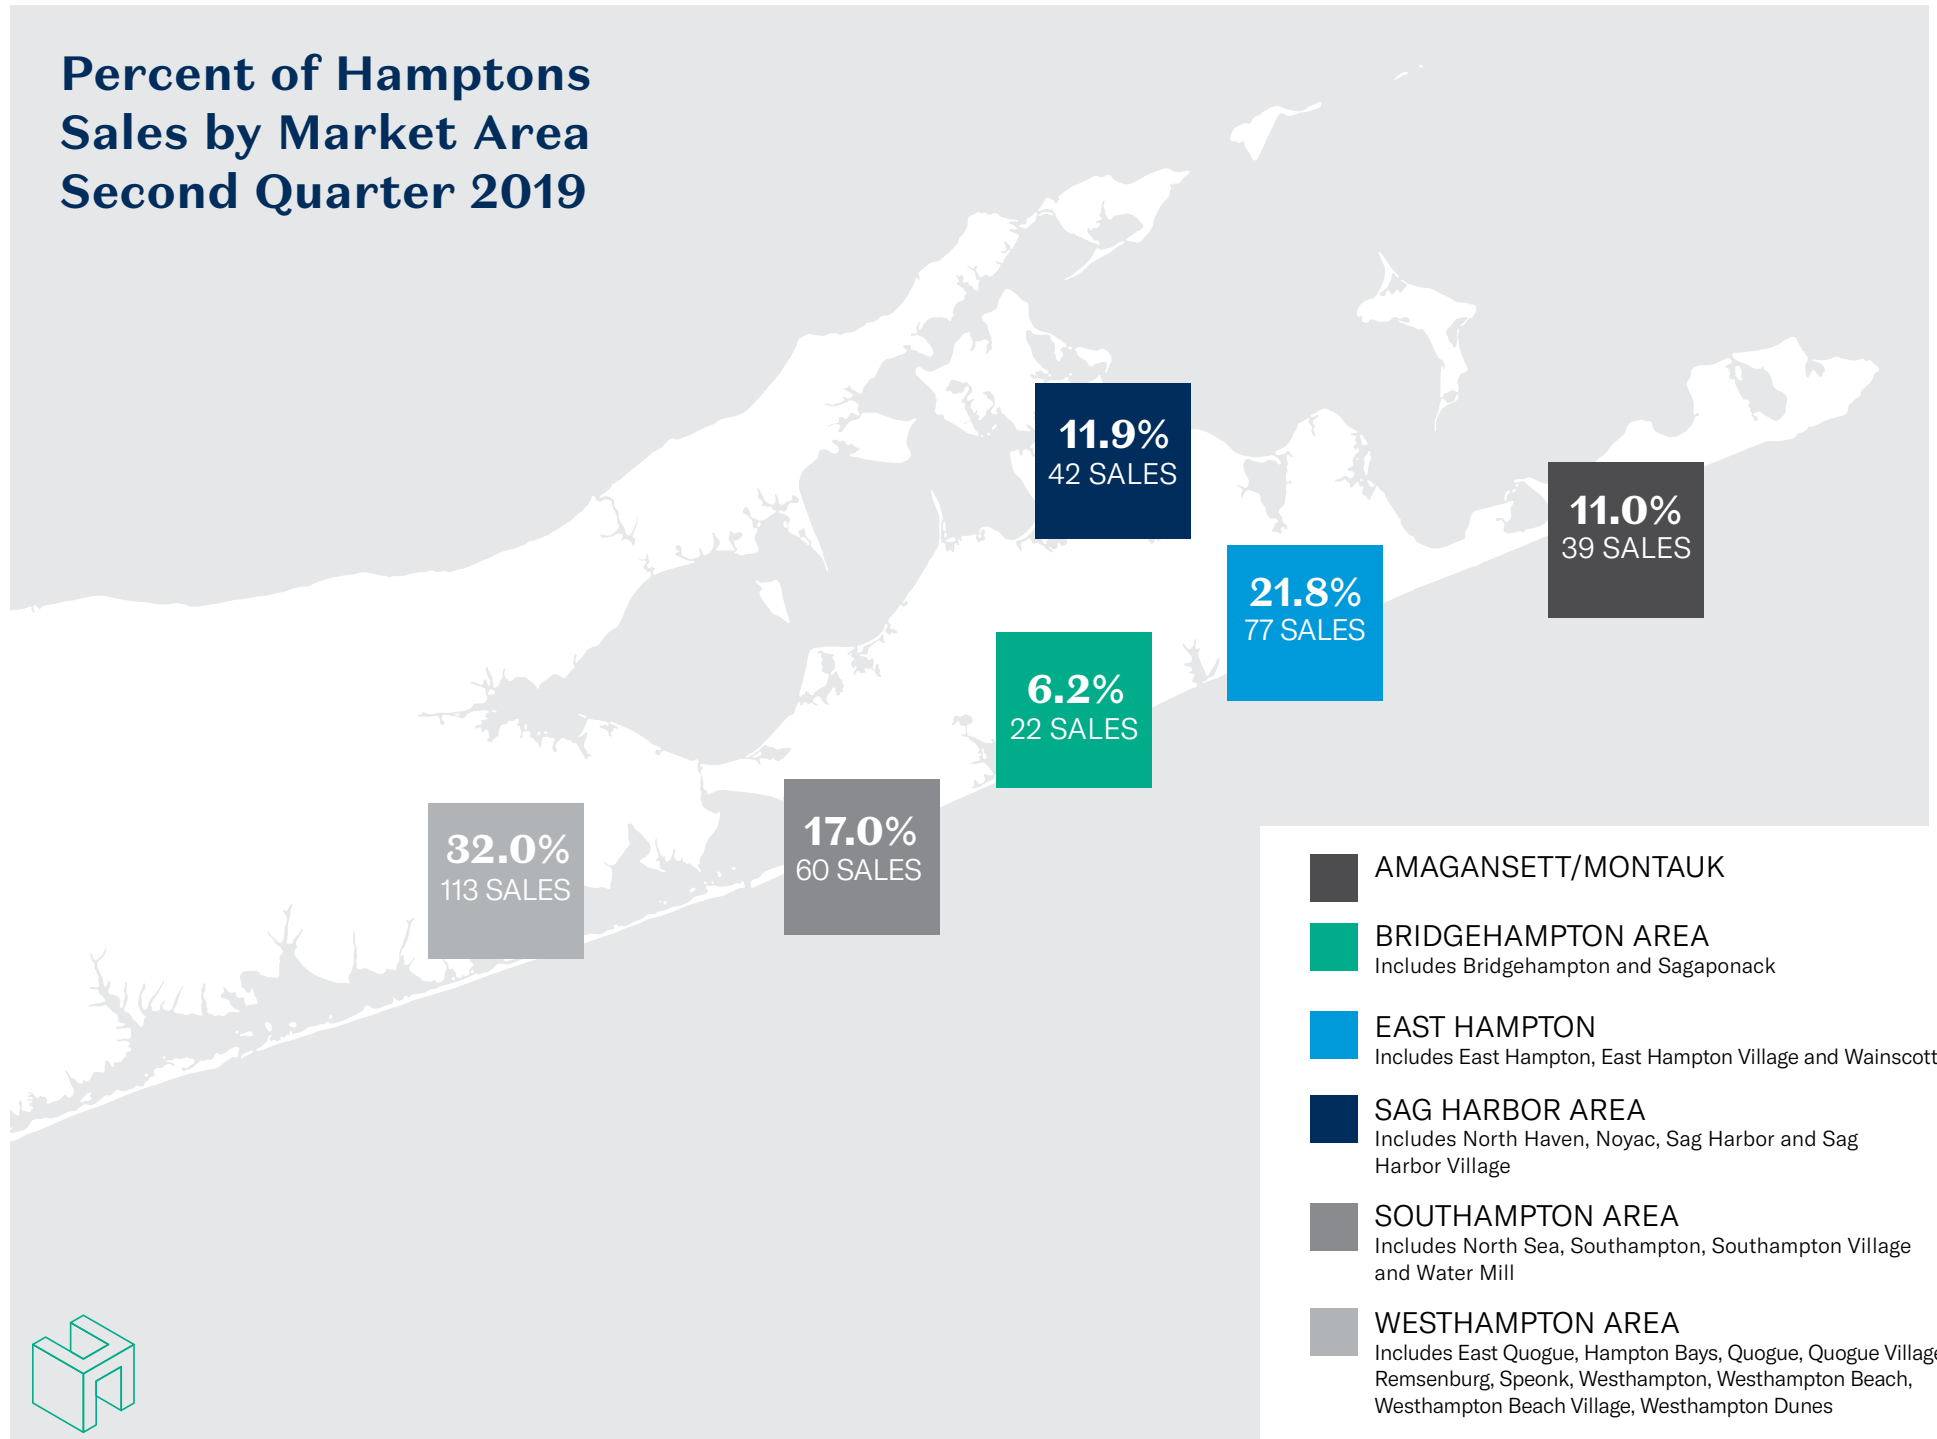 Percent of Hamptons
Sales by Market Area
Second Quarter 2019
11.9%
42 SALES
11.0%
39 SALES
21.8%
77 SALES
6.2%
22 SALES
17.0%
60 SALES
32.0%
113 SALES
AMAGANSETT/MONTAUK
BRIDGEHAMPTON AREA
Includes Bridgehampton and Sagaponack
EAST HAMPTON
Includes East Hampton, East Hampton Village and Wainscott
SAG HARBOR AREA
Includes North Haven, Noyac, Sag Harbor and Sag
Harbor Village
SOUTHAMPTON AREA
Includes North Sea, Southampton, Southampton Village
and Water Mill
WESTHAMPTON AREA
Includes East Quogue, Hampton Bays, Quogue, Quogue Village
Remsenburg, Speonk, Westhampton, Westhampton Beach,
Westhampton Beach Village, Westhampton Dunes